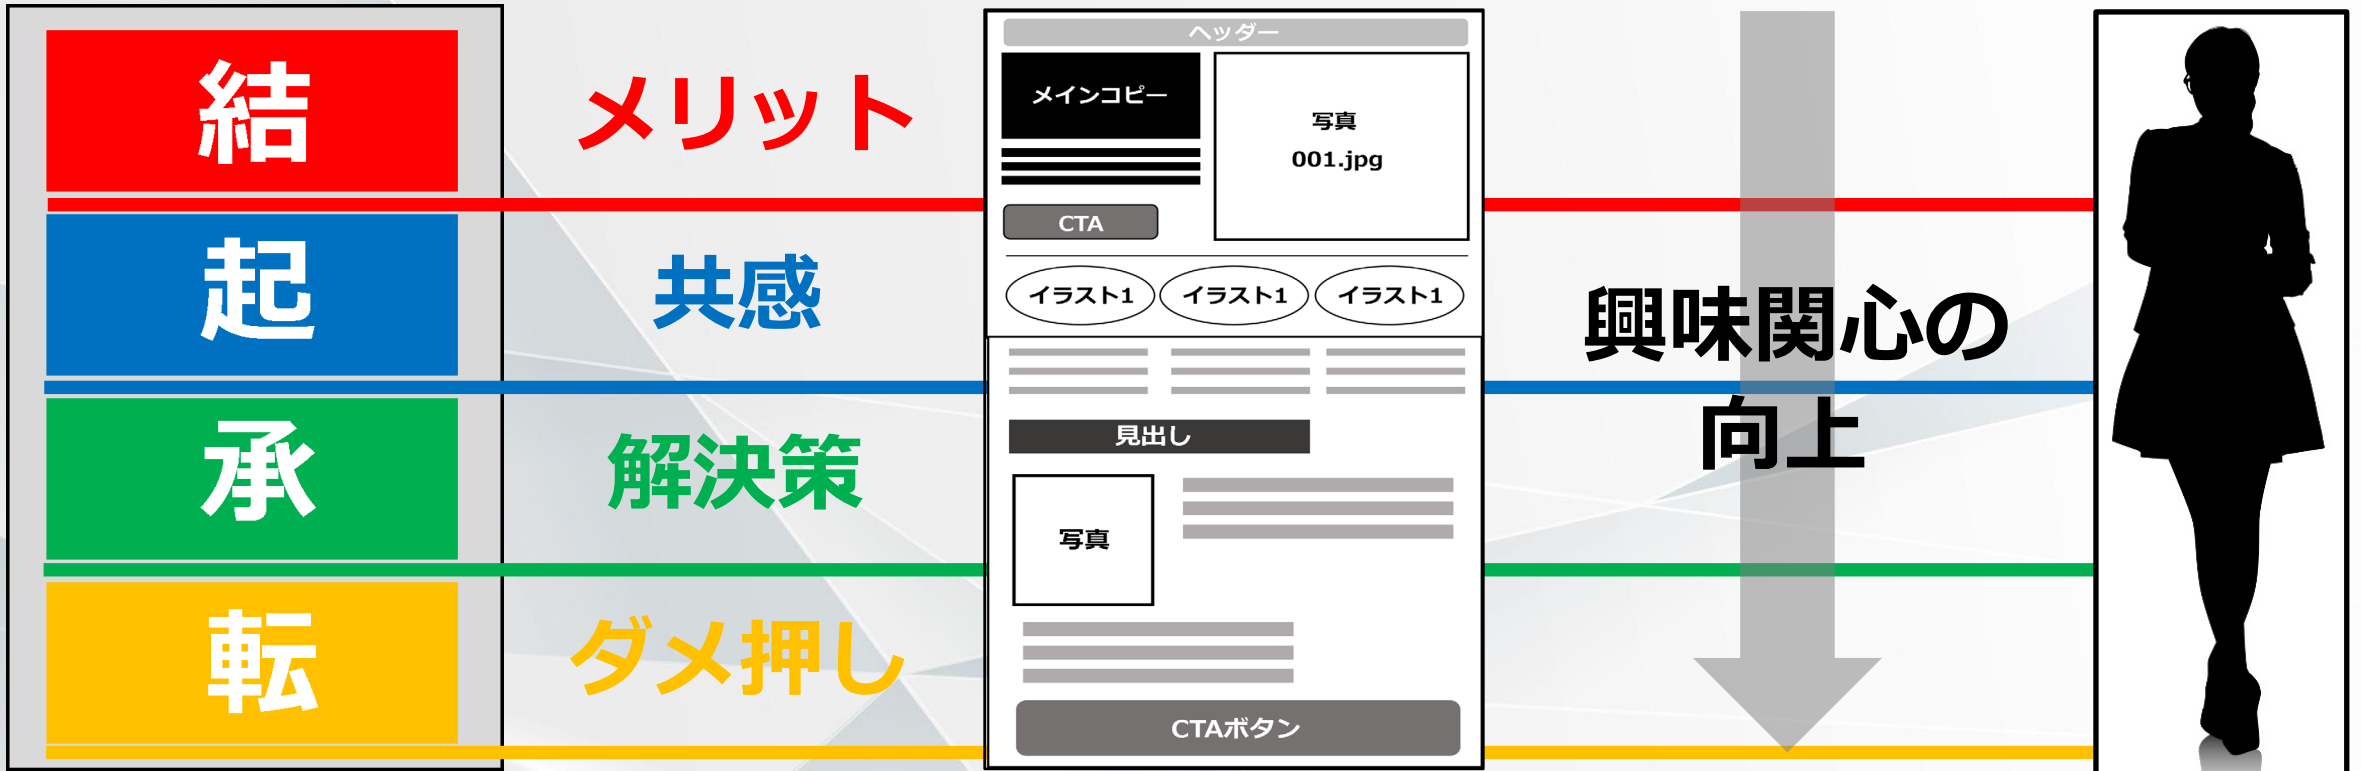 結
メリット
起
共感
承
解決策
転
ダメ押し
ヘッダー
メインコピー
写真
001.jpg
CTA
イラスト1
イラスト1
イラスト1
見出し
写真
CTAボタン
興味関心の
向上